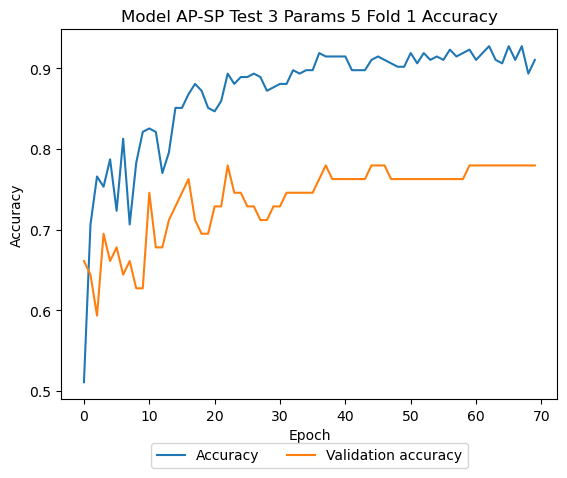 Model AP-SP Test 3 Params 5 Fold 1 Accuracy
0.9
0.8
0.7
0.6
0.5
Accuracy
0 10 20 30 40 50 60 70
Epoch
Accuracy Validation accuracy